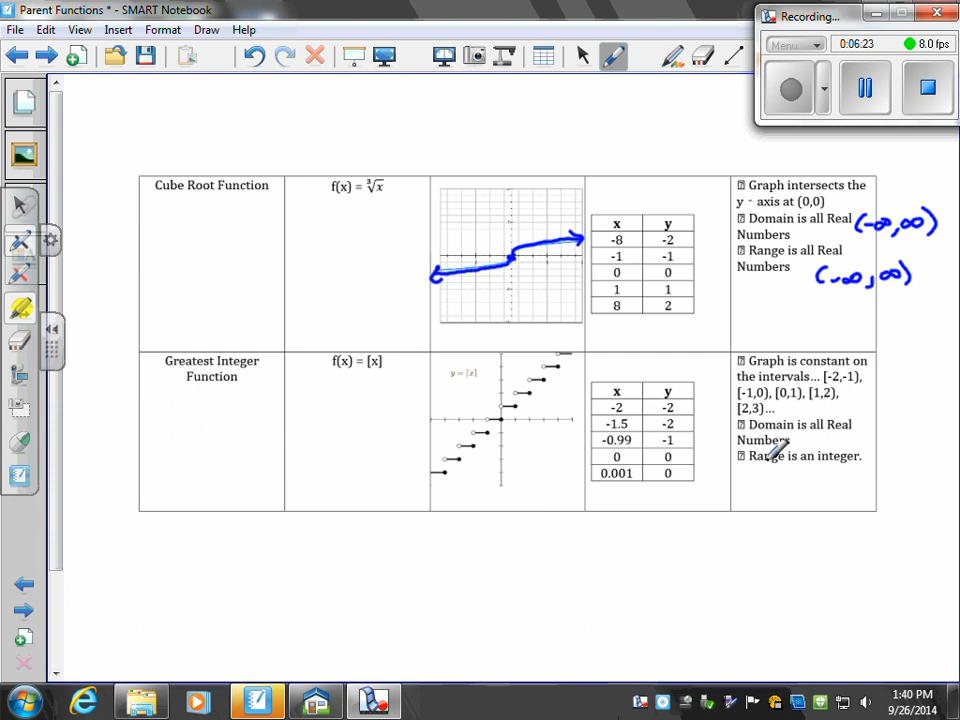 Parent Functions * - SMART Notebook
Recording...
File Edit View Insert Format Draw Help
Menu 0:06:23 8.0 fps
Cube Root Function
f(x) = ∛x
x y
-8 -2
-1 -1
0 0
1 1
8 2
Graph intersects the
y - axis at (0,0)
Domain is all Real
Numbers
(-∞,∞)
Range is all Real
Numbers
(-∞,∞)
Greatest Integer
Function
f(x) = [x]
y = [x]
x y
-2 -2
-1.5 -2
-0.99 -1
0 0
0.001 0
Graph is constant on
the intervals… [-2,-1),
[-1,0), [0,1), [1,2),
[2,3)…
Domain is all Real
Numbers
Range is an integer.
1:40 PM
9/26/2014